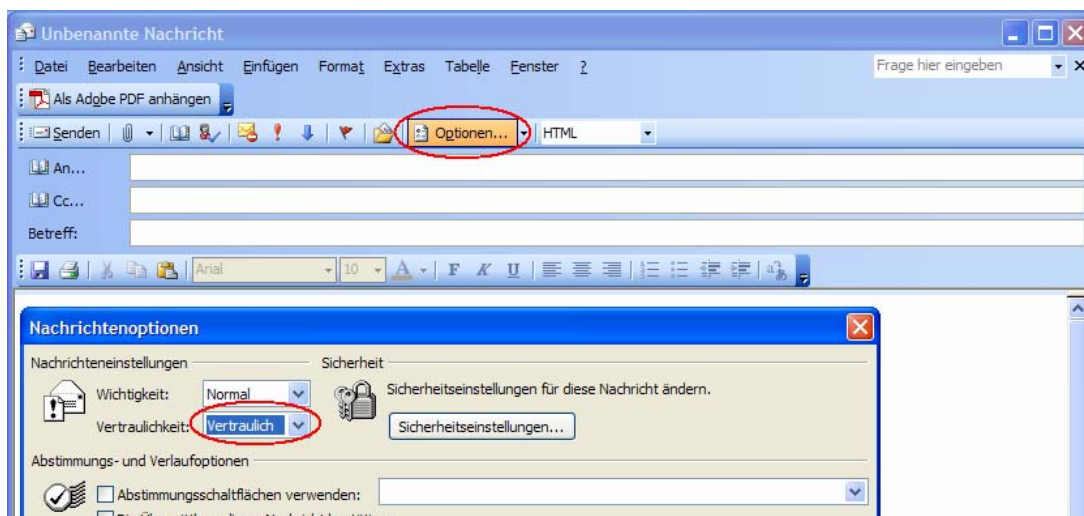 Unbenannte Nachricht
Datei Bearbeiten Ansicht Einfügen Format Extras Tabelle Fenster ? Frage hier eingeben
Als Adobe PDF anhängen
Senden Optionen... HTML
An...
Cc...
Betreff:
Arial 10 A F K U
Nachrichtenoptionen
Nachrichteneinstellungen Sicherheit
Wichtigkeit: Normal Sicherheitseinstellungen für diese Nachricht ändern.
Vertraulichkeit: Vertraulich Sicherheitseinstellungen...
Abstimmungs- und Verlaufoptionen
Abstimmungsschaltflächen verwenden: